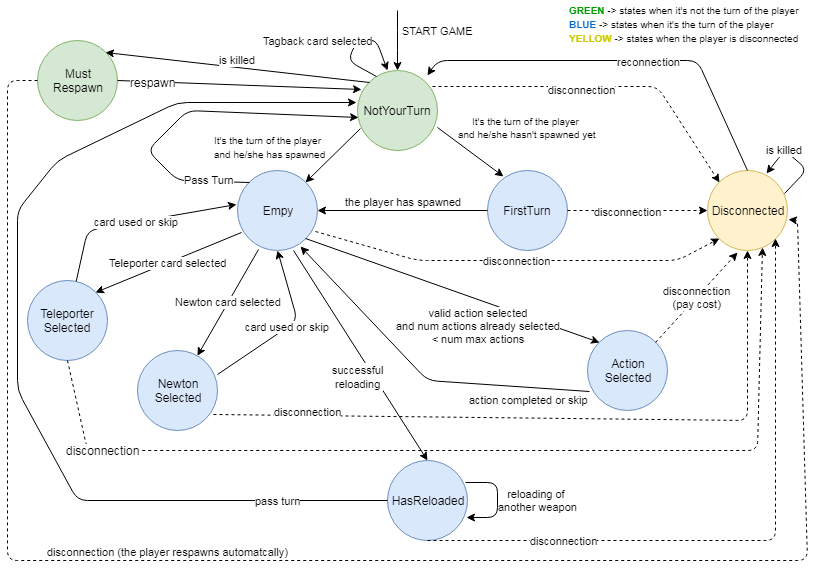 GREEN -> states when it's not the turn of the player
BLUE -> states when it's the turn of the player
YELLOW -> states when the player is disconnected
START GAME
Tagback card selected
is killed
reconnection
Must
Respawn
respawn
disconnection
NotYourTurn
It's the turn of the player
and he/she hasn't spawned yet
It's the turn of the player
and he/she has spawned
is killed
Pass Turn
the player has spawned
Empy
FirstTurn
disconnection
Disconnected
card used or skip
Teleporter card selected
disconnection
disconnection
(pay cost)
Newton card selected
valid action selected
and num actions already selected
< num max actions
Teleporter
Selected
card used or skip
successful
reloading
Action
Selected
Newton
Selected
action completed or skip
disconnection
disconnection
pass turn
HasReloaded
reloading of
another weapon
disconnection
disconnection (the player respawns automatcally)